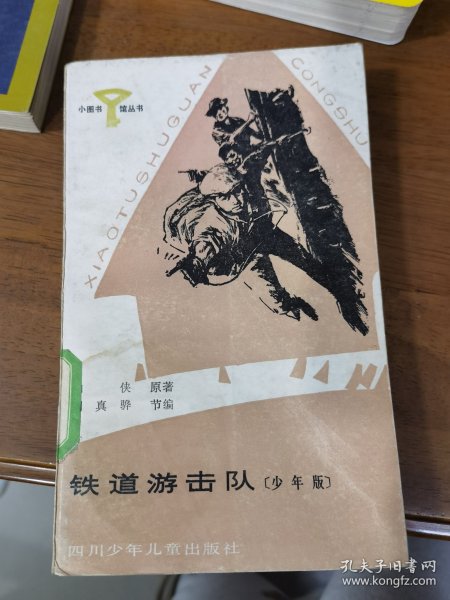 小图书 馆丛书
XIAOTUSHUGUAN CONGSHU
侠 原著
真 骅 节编
铁道游击队〔少年版〕
四川少年儿童出版社
孔夫子旧书网
www.kongfz.com